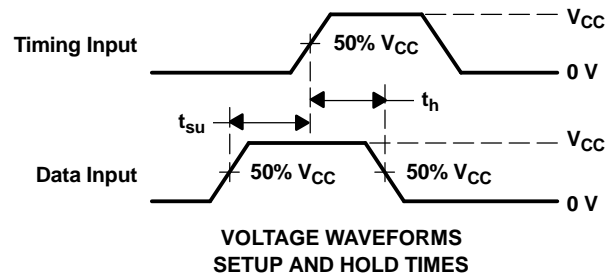 VCC
Timing Input
50% VCC
0 V
th
tsu
VCC
Data Input
50% VCC
50% VCC
0 V
VOLTAGE WAVEFORMS
SETUP AND HOLD TIMES